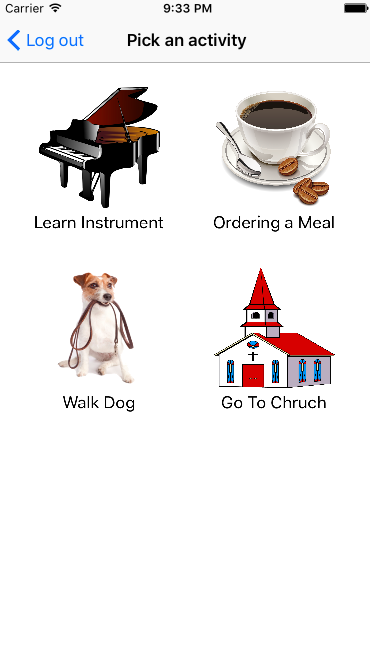 Carrier 9:33 PM
Log out Pick an activity
Learn Instrument Ordering a Meal
Walk Dog Go To Chruch